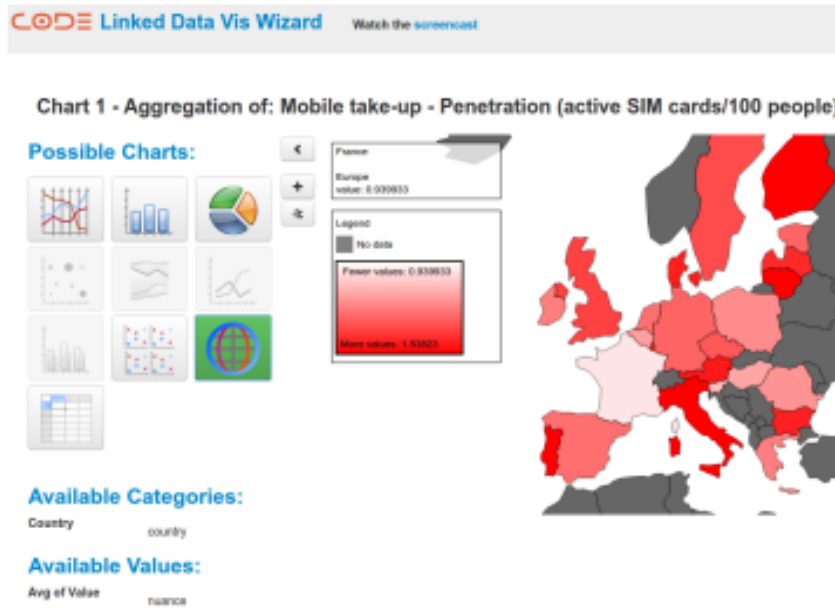 CODE Linked Data Vis Wizard Watch the screencast
Chart 1 - Aggregation of: Mobile take-up - Penetration (active SIM cards/100 people)
Possible Charts:
France
Europe
value: 0.939933
Legend
No data
Fewer values: 0.939933
More values: 1.53823
Available Categories:
Country country
Available Values:
Avg of Value nuance